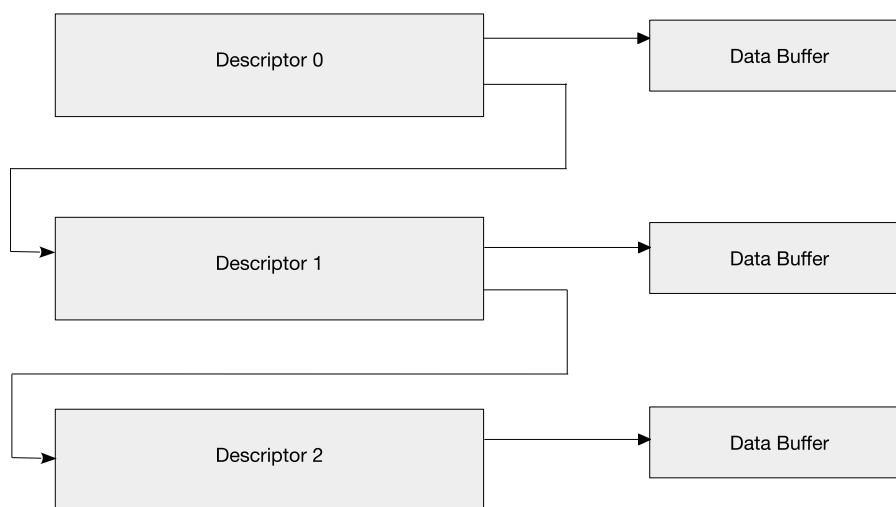 Descriptor 0
Data Buffer
Descriptor 1
Data Buffer
Descriptor 2
Data Buffer